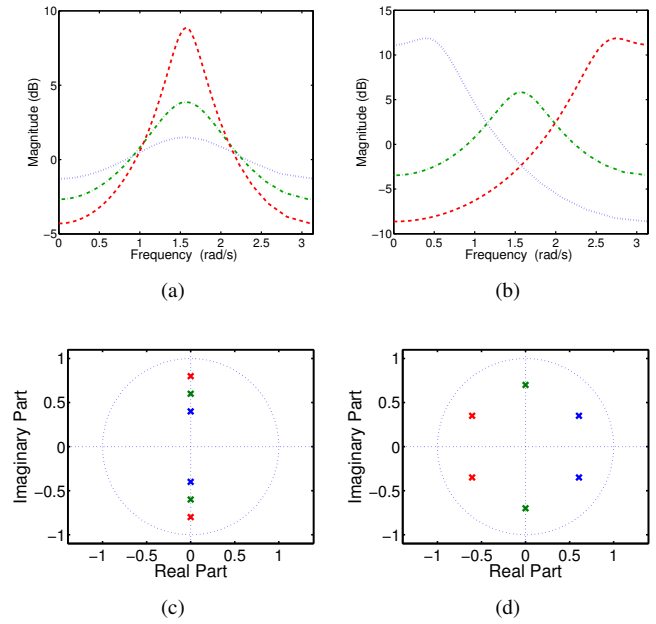 10
5
0
−5
Magnitude (dB)
0 0.5 1 1.5 2 2.5 3
Frequency (rad/s)
(a)
15
10
5
0
−5
−10
Magnitude (dB)
0 0.5 1 1.5 2 2.5 3
Frequency (rad/s)
(b)
1
0.5
0
−0.5
−1
Imaginary Part
−1 −0.5 0 0.5 1
Real Part
(c)
1
0.5
0
−0.5
−1
Imaginary Part
−1 −0.5 0 0.5 1
Real Part
(d)